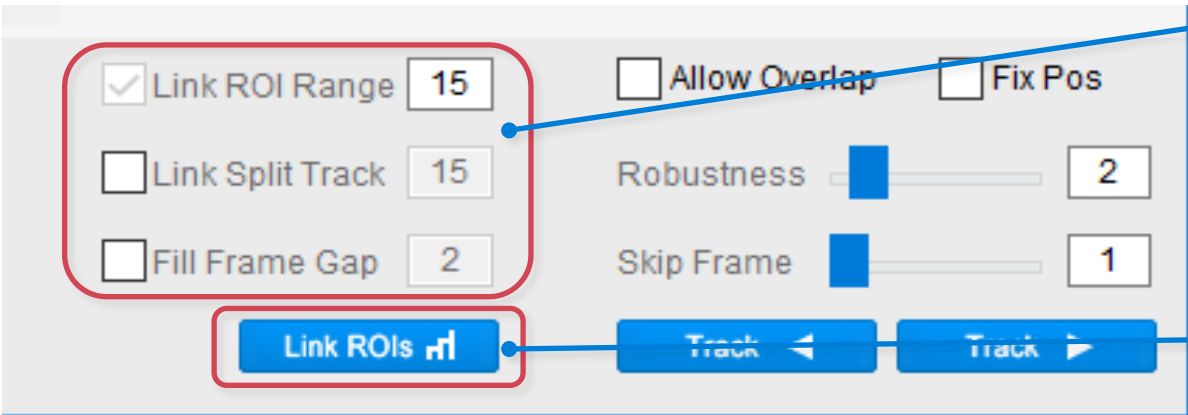 Link ROI Range 15 Allow Overlap Fix Pos
Link Split Track 15 Robustness 2
Fill Frame Gap 2 Skip Frame 1
Link ROIs Track Track